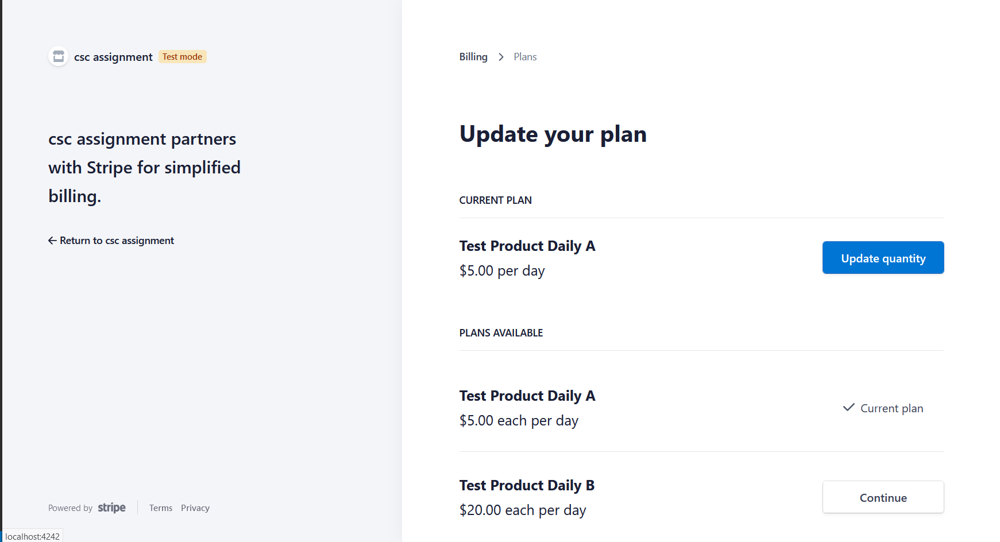 csc assignment Test mode
csc assignment partners
with Stripe for simplified
billing.
Return to csc assignment
Powered by stripe Terms Privacy
localhost:4242
Billing Plans
Update your plan
CURRENT PLAN
Test Product Daily A
$5.00 per day
Update quantity
PLANS AVAILABLE
Test Product Daily A
$5.00 each per day
Current plan
Test Product Daily B
$20.00 each per day
Continue